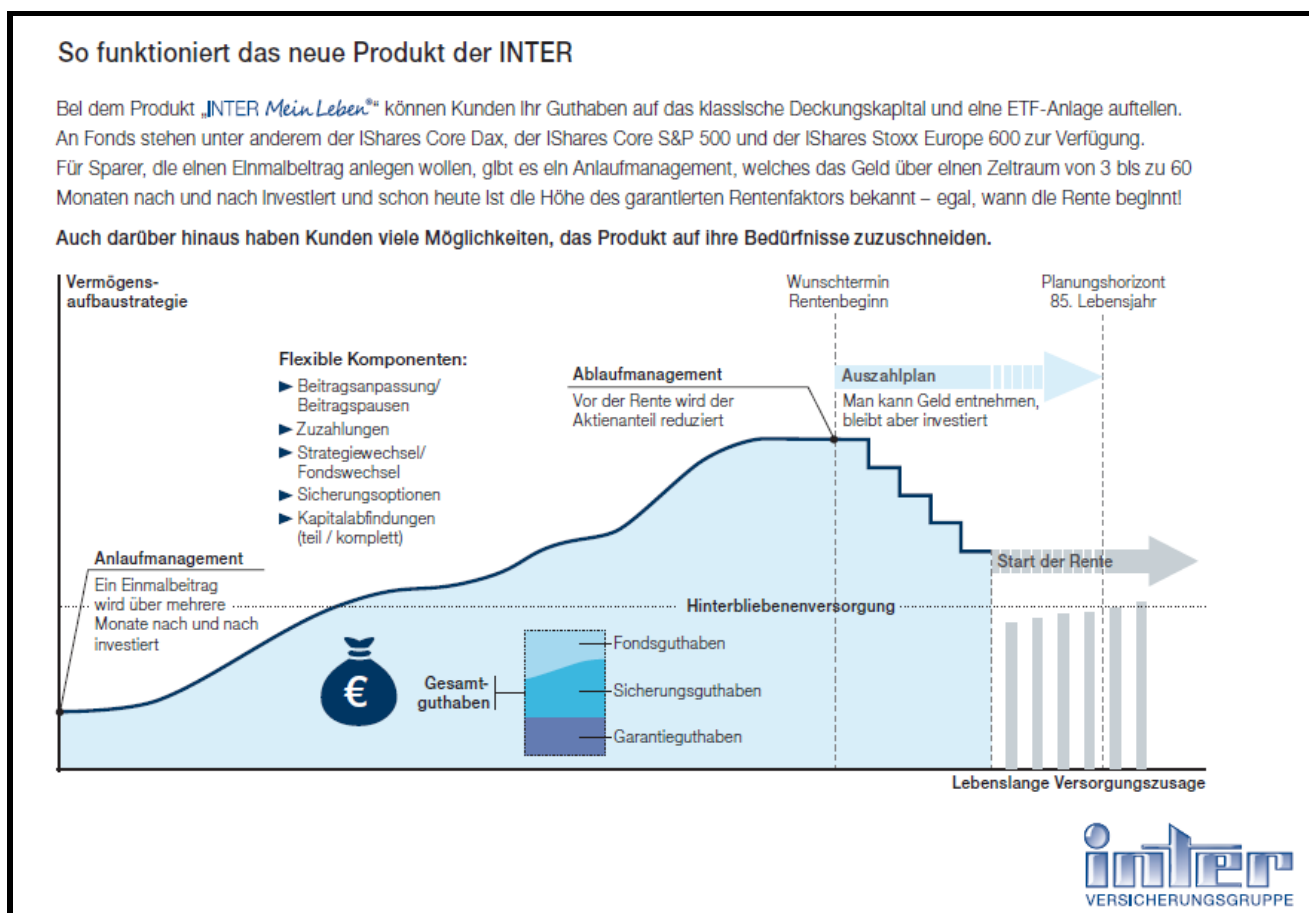 So funktioniert das neue Produkt der INTER
Bei dem Produkt „INTER Mein Leben®“ können Kunden Ihr Guthaben auf das klassische Deckungskapital und eine ETF-Anlage aufteilen.
An Fonds stehen unter anderem der IShares Core Dax, der IShares Core S&P 500 und der IShares Stoxx Europe 600 zur Verfügung.
Für Sparer, die einen Einmalbeitrag anlegen wollen, gibt es ein Anlaufmanagement, welches das Geld über einen Zeitraum von 3 bis zu 60
Monaten nach und nach Investiert und schon heute Ist die Höhe des garantierten Rentenfaktors bekannt – egal, wann die Rente beginnt!
Auch darüber hinaus haben Kunden viele Möglichkeiten, das Produkt auf ihre Bedürfnisse zuzuschneiden.
Vermögens-
aufbaustrategie
Wunschtermin
Rentenbeginn
Planungshorizont
85. Lebensjahr
Flexible Komponenten:
► Beitragsanpassung/
Beitragspausen
► Zuzahlungen
► Strategiewechsel/
Fondswechsel
► Sicherungsoptionen
► Kapitalabfindungen
(teil / komplett)
Ablaufmanagement
Vor der Rente wird der
Aktienanteil reduziert
Auszahlplan
Man kann Geld entnehmen,
bleibt aber investiert
Anlaufmanagement
Ein Einmalbeitrag
wird über mehrere
Monate nach und nach
investiert
Start der Rente
Hinterbliebenenversorgung
€
Gesamt-
guthaben
Fondsguthaben
Sicherungsguthaben
Garantieguthaben
Lebenslange Versorgungszusage
inter
VERSICHERUNGSGRUPPE